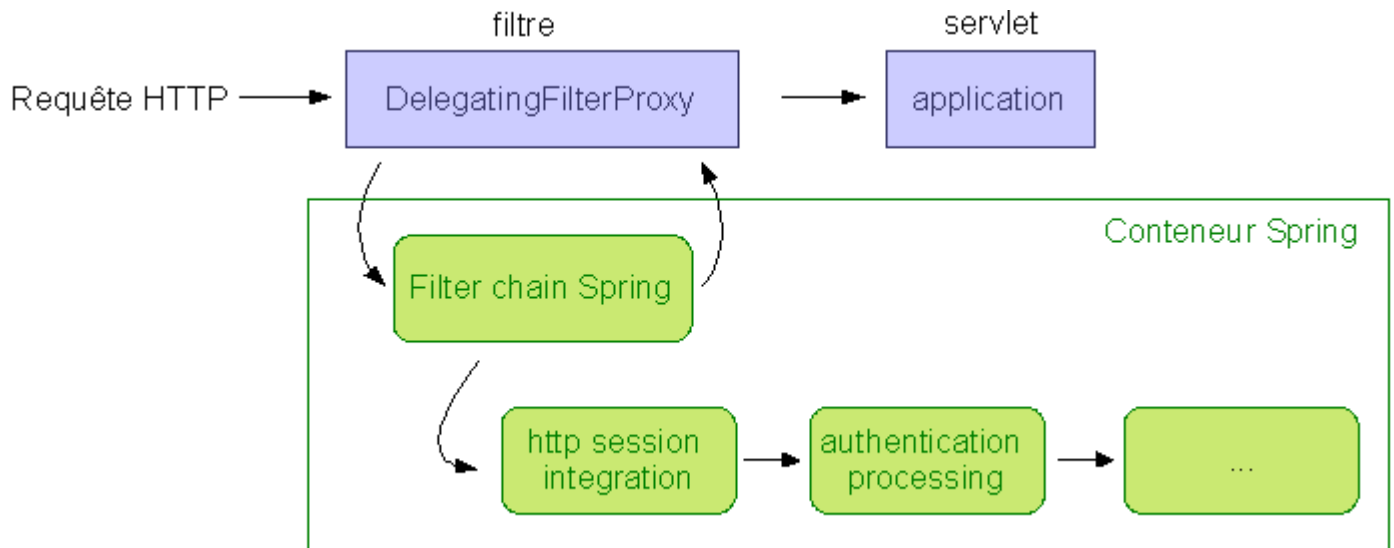 filtre
servlet
Requête HTTP
DelegatingFilterProxy
application
Conteneur Spring
Filter chain Spring
http session
integration
authentication
processing
...